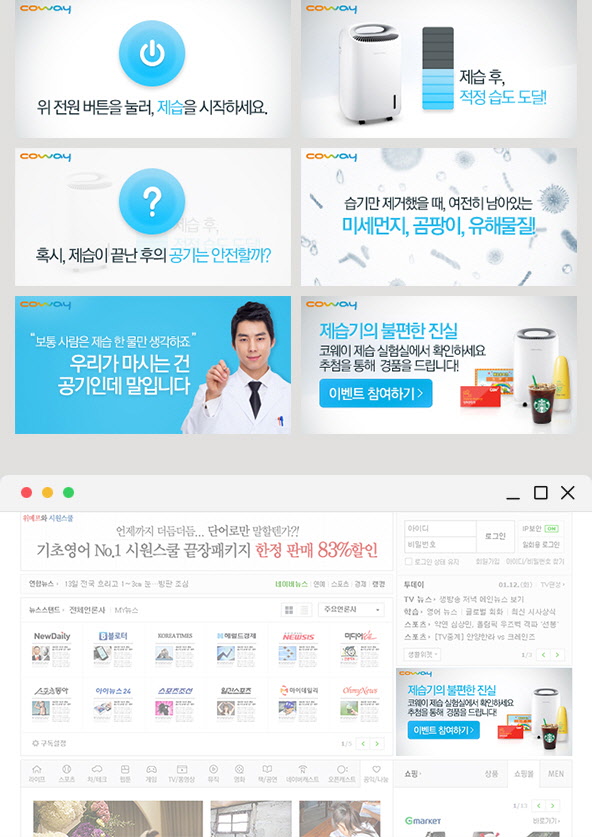 coway
위 전원 버튼을 눌러, 제습을 시작하세요.
coway
제습 후,
적정 습도 도달!
coway
?
제습 후,
적정 습도 도달!
혹시, 제습이 끝난 후의 공기는 안전할까?
coway
습기만 제거했을 때, 여전히 남아있는
미세먼지, 곰팡이, 유해물질!
coway
“보통 사람은 제습 한 물만 생각하죠”
우리가 마시는 건
공기인데 말입니다
coway
제습기의 불편한 진실
코웨이 제습 실험실에서 확인하세요
추첨을 통해 경품을 드립니다!
이벤트 참여하기 >
위메프와 시원스쿨
언제까지 더듬더듬... 단어로만 말할텐가?!
기초영어 No.1 시원스쿨 끝장패키지 한정 판매 83%할인
아이디
비밀번호
로그인
IP보안 ON
일회용 로그인
로그인 상태 유지
회원가입
아이디/비밀번호 찾기
연합뉴스 · 13일 전국 흐리고 1~3cm 눈…밤만 조심
네이버뉴스 연예 스포츠 경제 랭킹
투데이
01.12.(화) TV편성
TV 뉴스 생방송 저녁 메인뉴스 보기
학습 영어 뉴스 글로벌 회화 최신 시사상식
스포츠
스포츠 [TV중계] 안양한라 vs 크레인즈
생활위젯
1/3 < >
뉴스스탠드 · 전체언론사 MY뉴스
주요언론사
NewDaily
블로터
KOREA TIMES
헤럴드경제
NEWSIS
미디어
스포츠동아
아이뉴스24
스포츠조선
일간스포츠
이데일리
OhmyNews
구독설정
1/5 < >
coway
제습기의 불편한 진실
코웨이 제습 실험실에서 확인하세요
추첨을 통해 경품을 드립니다!
이벤트 참여하기 >
라이프 스포츠 차/테크 웹툰 게임 TV/동영상 뮤직 영화 책/공연 네이버캐스트 오픈캐스트 공익/나눔
쇼핑 상품 쇼핑몰 MEN
< >
Gmarket
바로가기